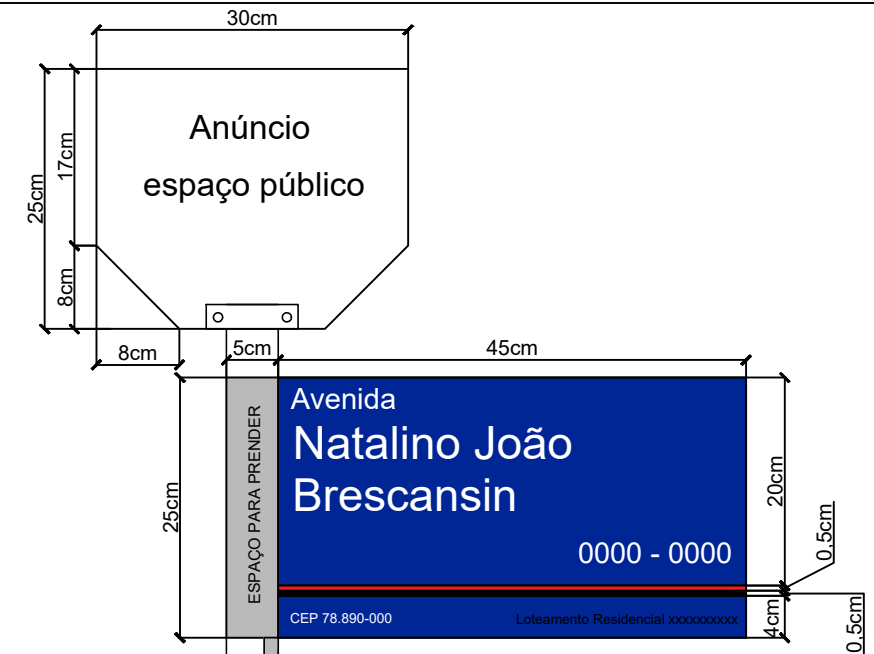 30cm
Anúncio
espaço público
17cm
25cm
8cm
8cm
5cm
45cm
ESPAÇO PARA PRENDER
Avenida
Natalino João
Brescansin
0000 - 0000
25cm
20cm
0,5cm
CEP 78.890-000
Loteamento Residencial xxxxxxxxxx
4cm
0,5cm